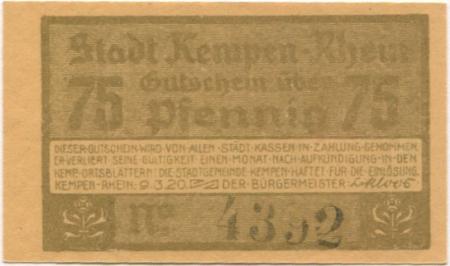 Stadt Kempen-Rhein
Gutschein über
75 Pfennig 75
DIESER·GUTSCHEIN·WIRD·VON·ALLEN·STADT·KASSEN·IN·ZAHLUNG·GENOMMEN.
ER·VERLIERT SEINE·GÜLTIGKEIT EINEN·MONAT·NACH·AUFKÜNDIGUNG·IN·DEN
KEMP·ORTSBLÄTTERN: DIE·STADTGEMEINDE·KEMPEN·HAFTET·FÜR·DIE·EINLÖSUNG.
KEMPEN-RHEIN: 9·3.20. DER·BÜRGERMEISTER
No. 4392